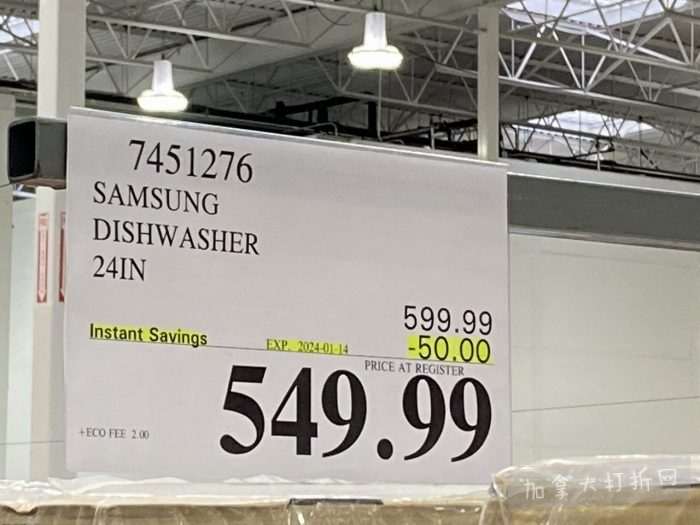 7451276
SAMSUNG
DISHWASHER
24IN
599.99
Instant Savings EXP. 2024-01-14 -50.00
PRICE AT REGISTER
549.99
+ECO FEE 2.00
加拿大打折网